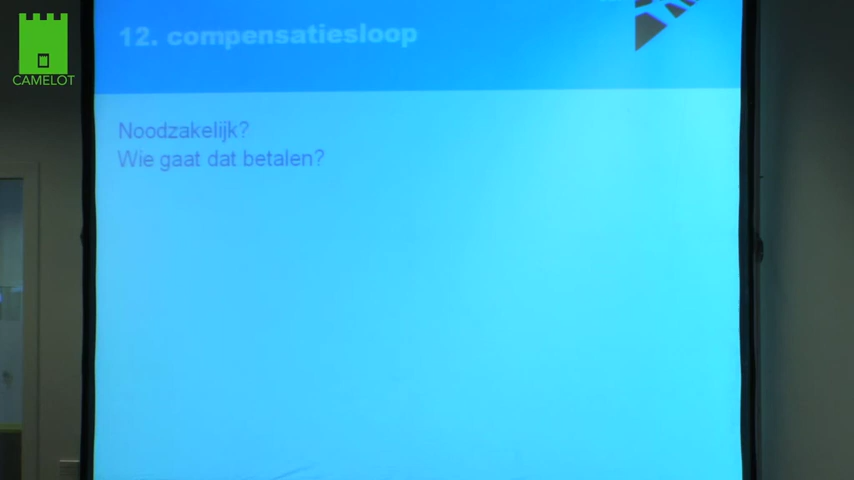 CAMELOT
12. compensatiesloop
Noodzakelijk?
Wie gaat dat betalen?